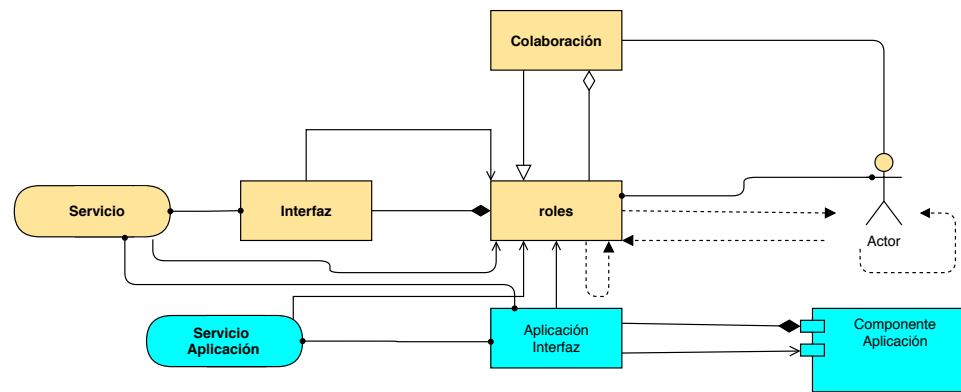 Colaboración
Servicio
Interfaz
roles
Actor
Servicio
Aplicación
Aplicación
Interfaz
Componente
Aplicación